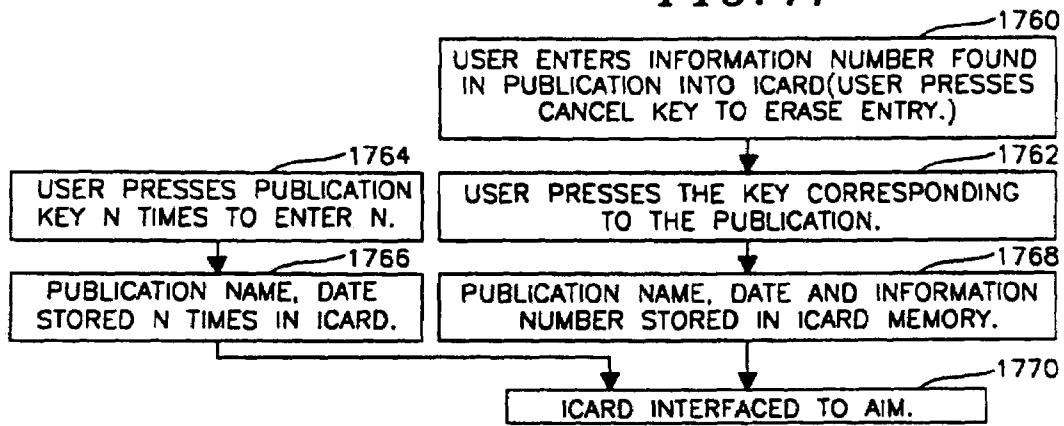 1760
USER ENTERS INFORMATION NUMBER FOUND
IN PUBLICATION INTO ICARD(USER PRESSES
CANCEL KEY TO ERASE ENTRY.)
1764
USER PRESSES PUBLICATION
KEY N TIMES TO ENTER N.
1762
USER PRESSES THE KEY CORRESPONDING
TO THE PUBLICATION.
1766
PUBLICATION NAME, DATE
STORED N TIMES IN ICARD.
1768
PUBLICATION NAME, DATE AND INFORMATION
NUMBER STORED IN ICARD MEMORY.
1770
ICARD INTERFACED TO AIM.